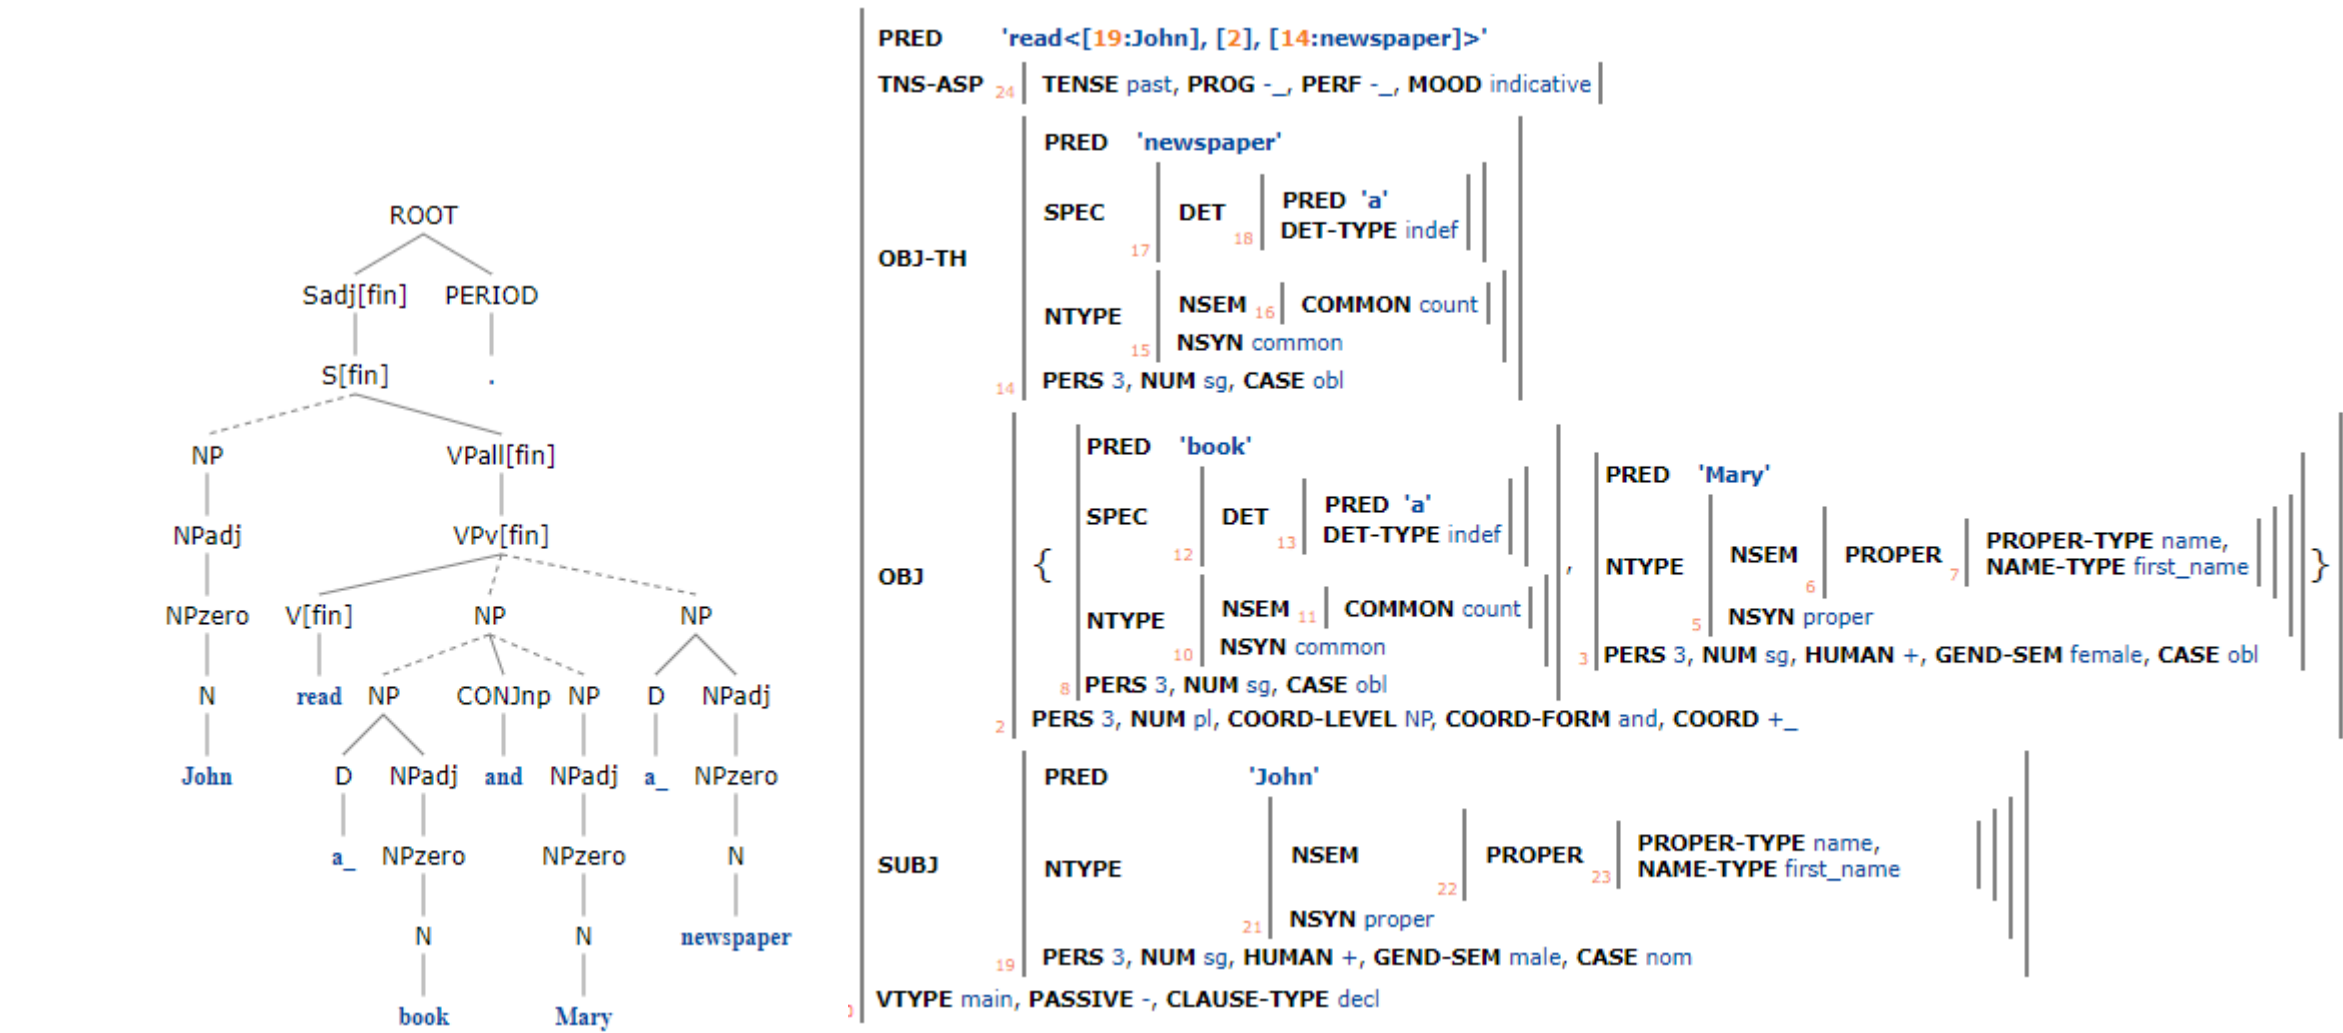 ROOT
Sadj[fin] PERIOD
S[fin] .
NP VPall[fin]
NPadj VPv[fin]
NPzero V[fin] NP NP
N read NP CONJnp NP D NPadj
John D NPadj and NPadj a_ NPzero
a_ NPzero NPzero N
N N newspaper
book Mary
PRED 'read<[19:John], [2], [14:newspaper]>'
TNS-ASP 24 TENSE past, PROG -_, PERF -_, MOOD indicative
PRED 'newspaper'
PRED 'a'
SPEC DET
DET-TYPE indef
17 18
OBJ-TH
NSEM 16 COMMON count
NTYPE
NSYN common
15
14 PERS 3, NUM sg, CASE obl
PRED 'book'
PRED 'a'
SPEC DET
DET-TYPE indef
12 13
OBJ {
NSEM 11 COMMON count
NTYPE
NSYN common
10
8 PERS 3, NUM sg, CASE obl
,
PRED 'Mary'
PROPER-TYPE name,
NTYPE NSEM PROPER
NAME-TYPE first_name
6 7
NSYN proper
5
3 PERS 3, NUM sg, HUMAN +, GEND-SEM female, CASE obl
}
2 PERS 3, NUM pl, COORD-LEVEL NP, COORD-FORM and, COORD +_
PRED 'John'
PROPER-TYPE name,
NSEM PROPER
NAME-TYPE first_name
SUBJ NTYPE
22 23
NSYN proper
21
19 PERS 3, NUM sg, HUMAN +, GEND-SEM male, CASE nom
0 VTYPE main, PASSIVE -, CLAUSE-TYPE decl